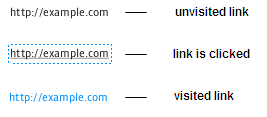 http://example.com — unvisited link
http://example.com — link is clicked
http://example.com — visited link